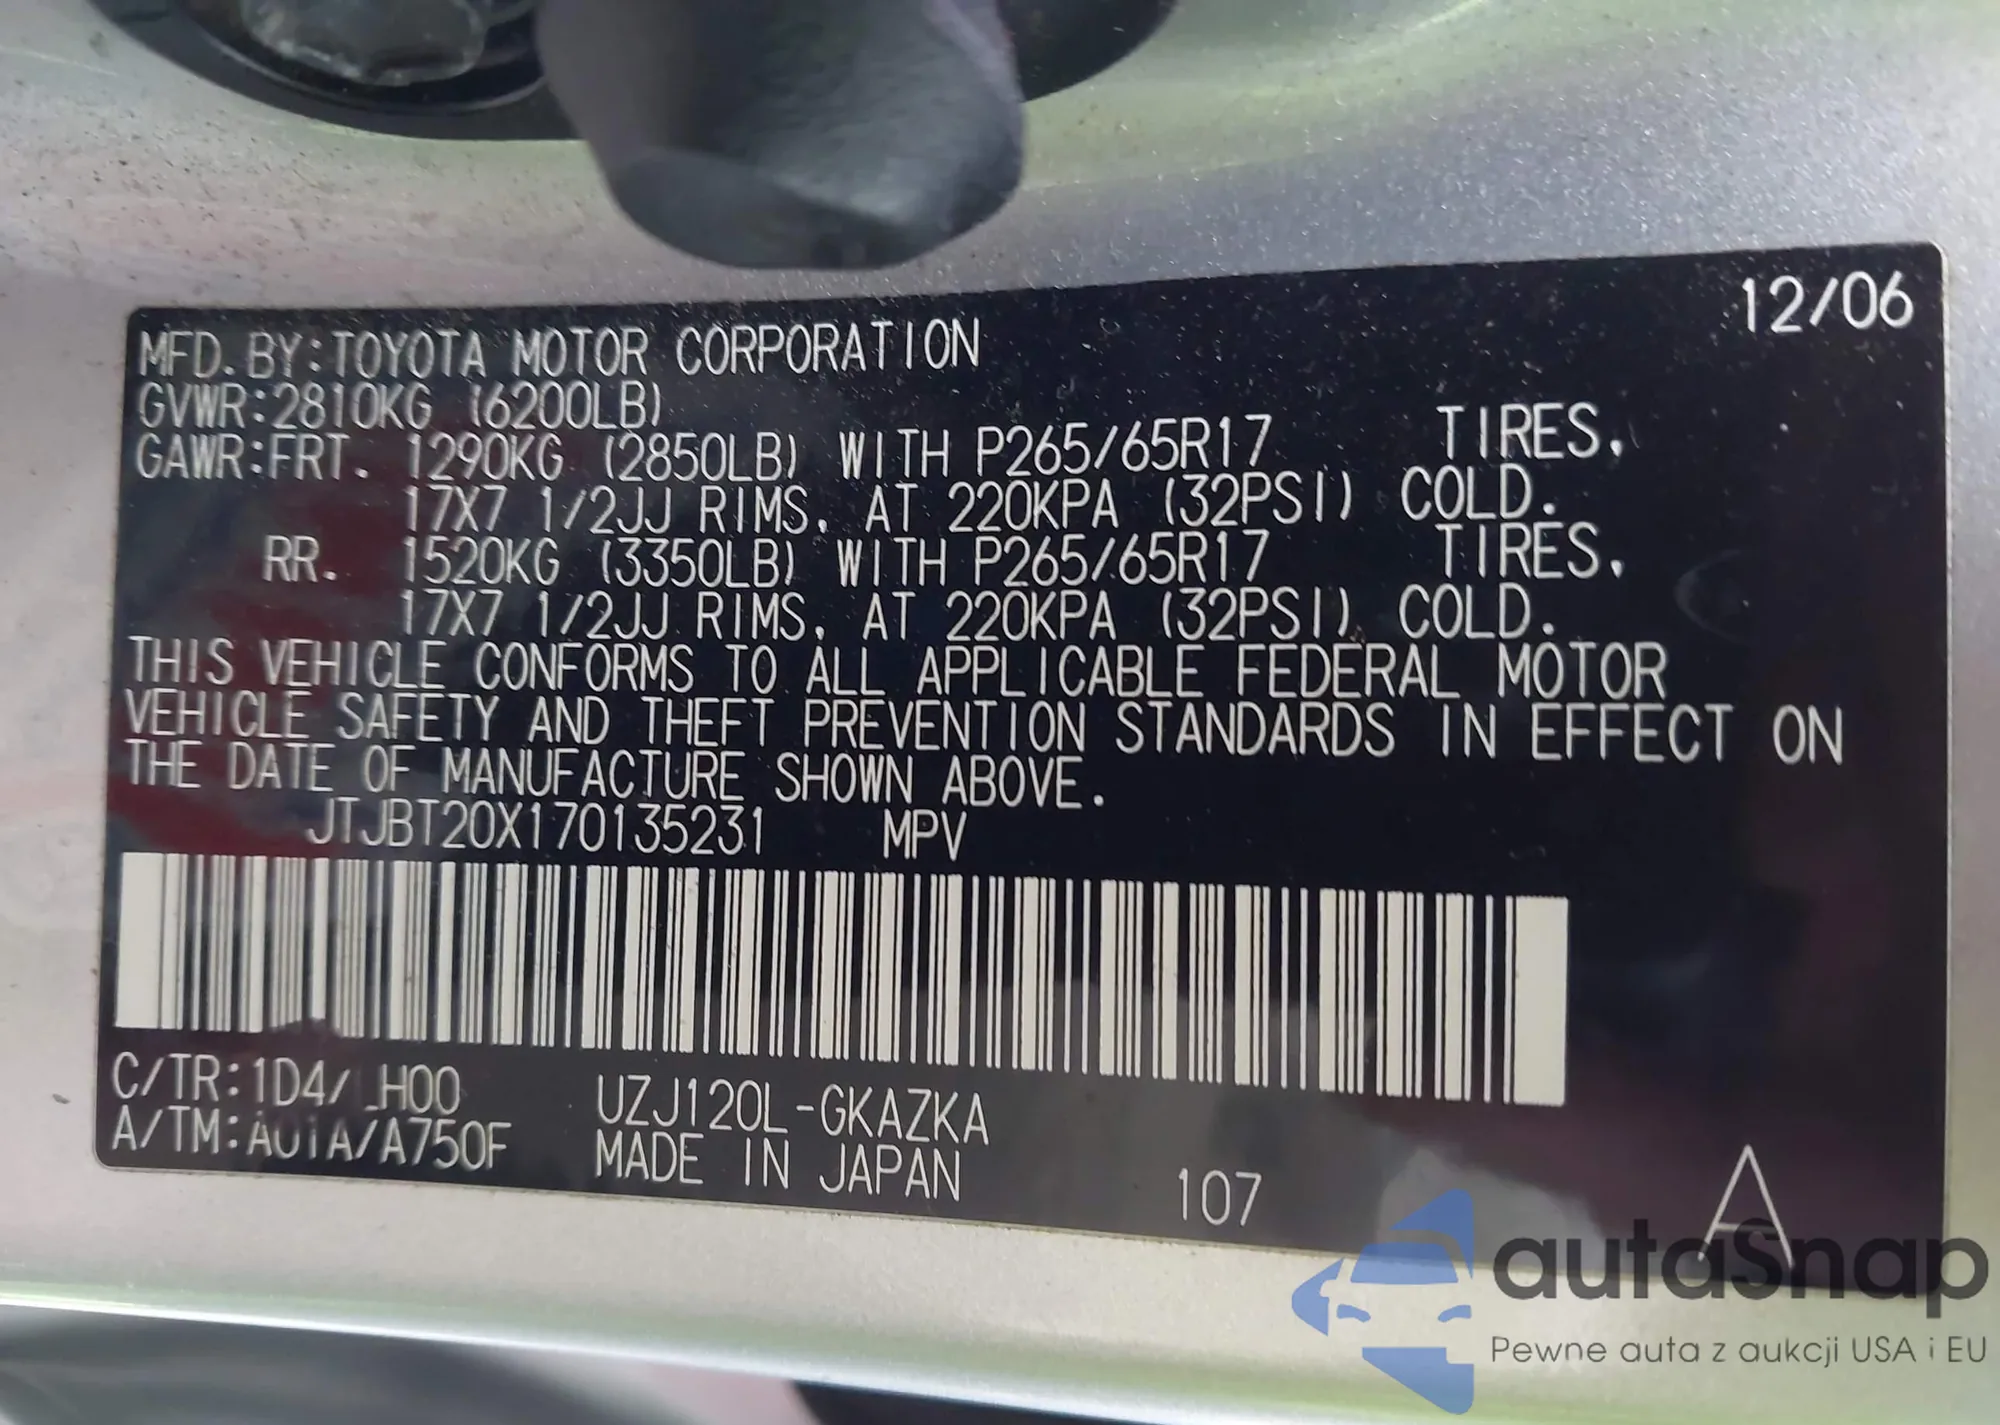 12/06
MFD. BY: TOYOTA MOTOR CORPORATION
GVWR: 2810KG (6200LB)
GAWR: FRT. 1290KG (2850LB) WITH P265/65R17 TIRES,
17X7 1/2JJ RIMS, AT 220KPA (32PSI) COLD.
RR. 1520KG (3350LB) WITH P265/65R17 TIRES,
17X7 1/2JJ RIMS, AT 220KPA (32PSI) COLD.
THIS VEHICLE CONFORMS TO ALL APPLICABLE FEDERAL MOTOR
VEHICLE SAFETY AND THEFT PREVENTION STANDARDS IN EFFECT ON
THE DATE OF MANUFACTURE SHOWN ABOVE.
JTJBT20X170135231 MPV
C/TR: 1D4/ H00 UZJ120L-GKAZKA
A/TM: A01A/A750F MADE IN JAPAN
107 A
autaSnap
Pewne auta z aukcji USA i EU